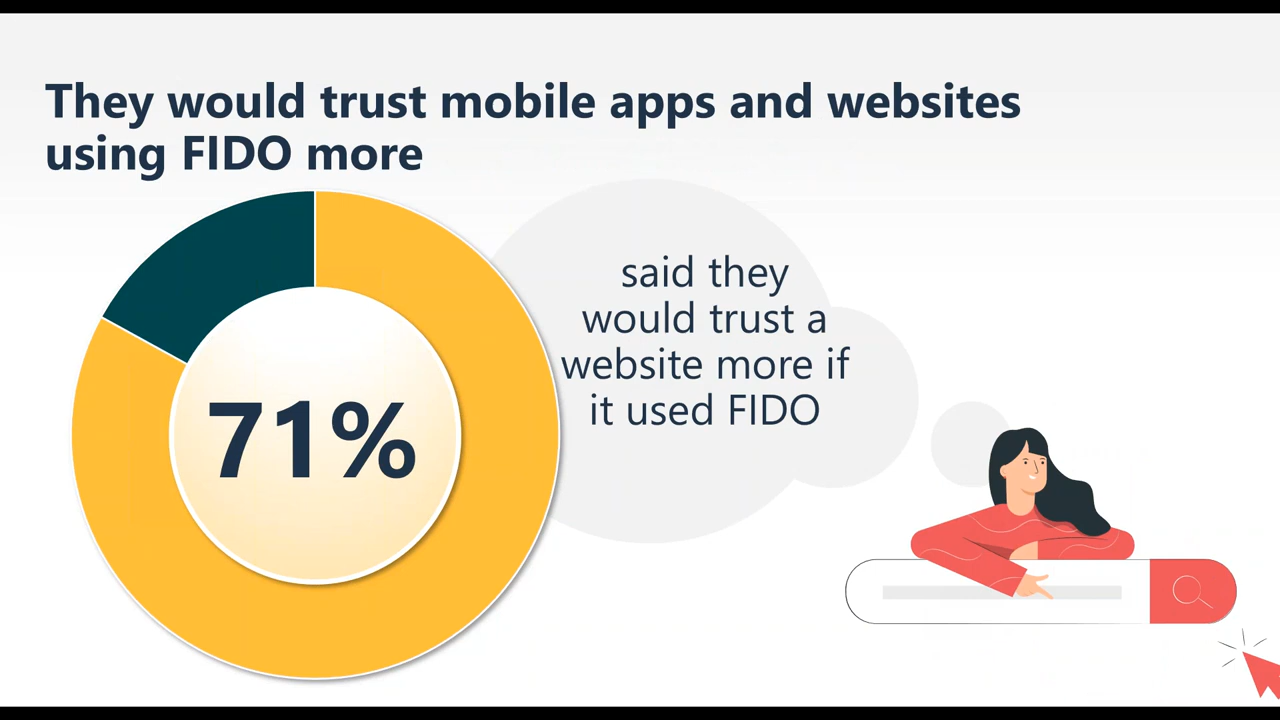 They would trust mobile apps and websites
using FIDO more
71%
said they
would trust a
website more if
it used FIDO